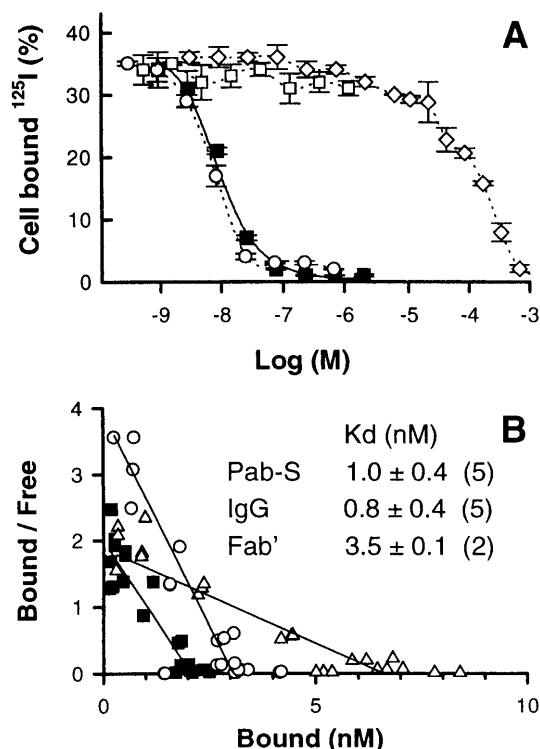 A
40
30
20
10
0
Cell bound ¹²⁵I (%)
-9 -8 -7 -6 -5 -4 -3
Log (M)
B
4
3
2
1
0
Bound / Free
Kd (nM)
Pab-S 1.0 ± 0.4 (5)
IgG 0.8 ± 0.4 (5)
Fab' 3.5 ± 0.1 (2)
0 5 10
Bound (nM)